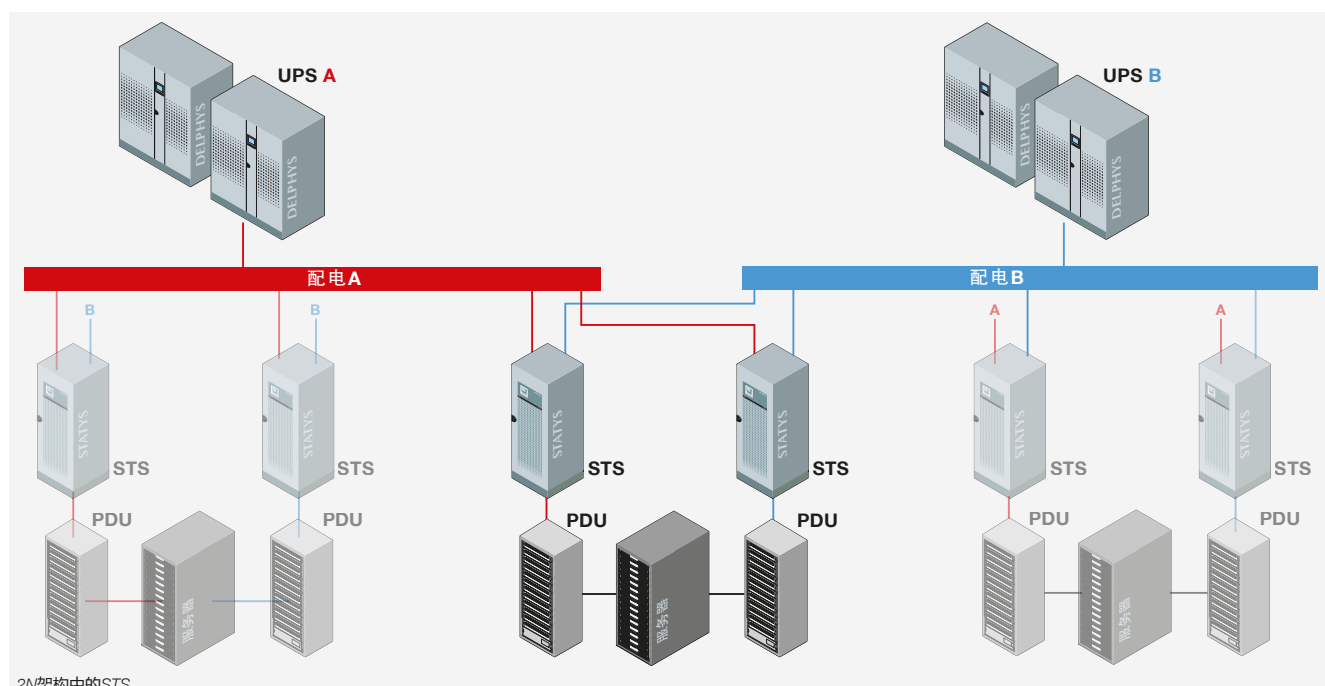 UPS A
UPS B
DELPHYS
DELPHYS
DELPHYS
DELPHYS
配电A
配电B
B
B
A
A
STATYS
STATYS
STATYS
STATYS
STATYS
STATYS
STS
STS
STS
STS
STS
STS
PDU
PDU
PDU
PDU
PDU
PDU
服务器
服务器
服务器
2N架构中的STS